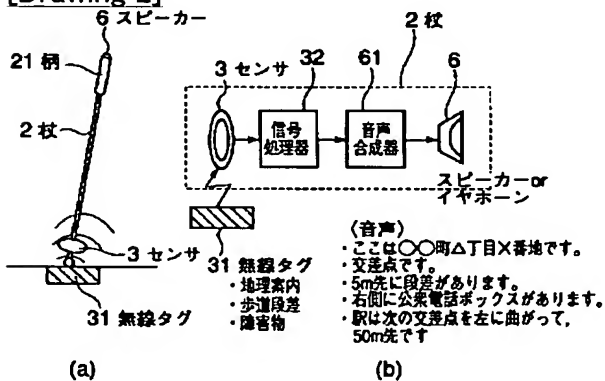 [Drawing 2]
6 スピーカー
21 柄
2 杖
3 センサ
31 無線タグ
(a)
2 杖
3 センサ
32
61
6
信号
処理器
音声
合成器
スピーカーor
イヤホーン
31 無線タグ
・地理案内
・歩道段差
・障害物
〈音声〉
・ここは○○町△丁目×番地です。
・交差点です。
・5m先に段差があります。
・右側に公衆電話ボックスがあります。
・駅は次の交差点を左に曲がって,
50m先です
(b)